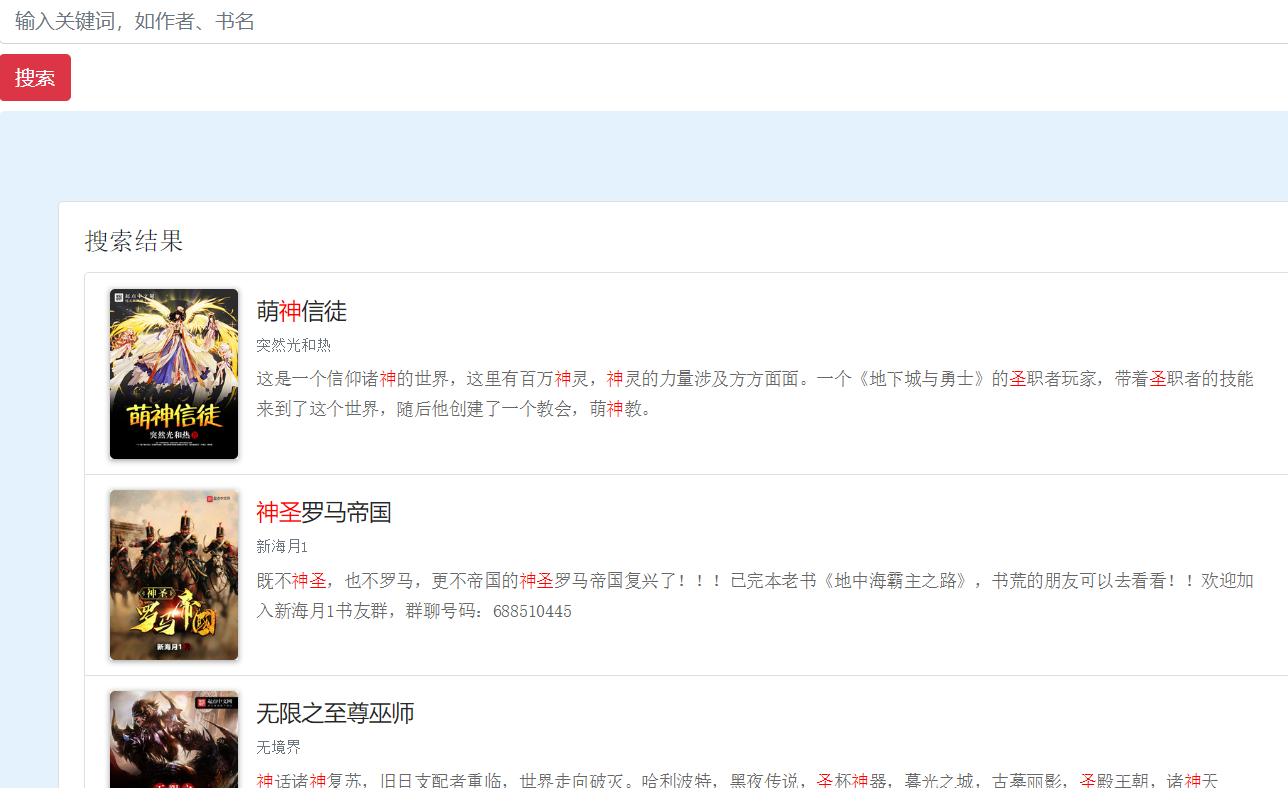 输入关键词，如作者、书名
搜索
搜索结果
起点中文网
萌神信徒
突然光和热
萌神信徒
突然光和热
这是一个信仰诸神的世界，这里有百万神灵，神灵的力量涉及方方面面。一个《地下城与勇士》的圣职者玩家，带着圣职者的技能
来到了这个世界，随后他创建了一个教会，萌神教。
神圣
罗马帝國
新海月1
神圣罗马帝国
新海月1
既不神圣，也不罗马，更不帝国的神圣罗马帝国复兴了！！！已完本老书《地中海霸主之路》，书荒的朋友可以去看看！！欢迎加
入新海月1书友群，群聊号码：688510445
起点中文网
无限之至尊巫师
无境界
神话诸神复苏，旧日支配者重临，世界走向破灭。哈利波特，黑夜传说，圣杯神器，暮光之城，古墓丽影，圣殿王朝，诸神天